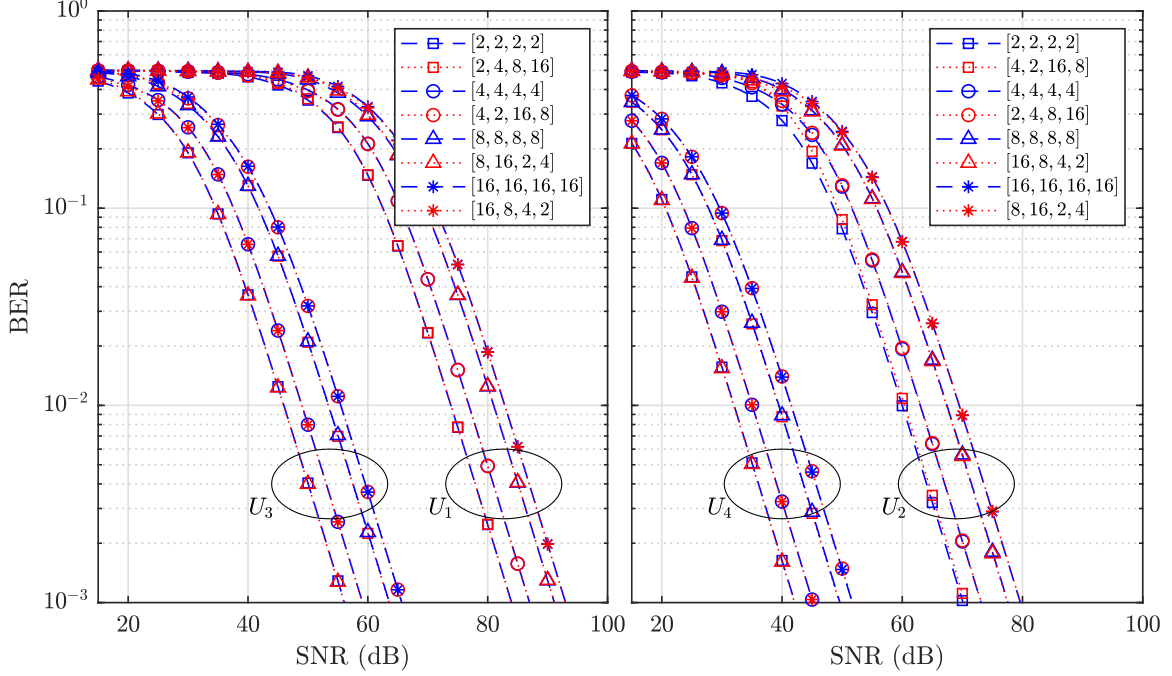 10^0
10^-1
10^-2
10^-3
BER
20 40 60 80 100
SNR (dB)
[2, 2, 2, 2]
[2, 4, 8, 16]
[4, 4, 4, 4]
[4, 2, 16, 8]
[8, 8, 8, 8]
[8, 16, 2, 4]
[16, 16, 16, 16]
[16, 8, 4, 2]
U_3
U_1
20 40 60 80 100
SNR (dB)
[2, 2, 2, 2]
[4, 2, 16, 8]
[4, 4, 4, 4]
[2, 4, 8, 16]
[8, 8, 8, 8]
[16, 8, 4, 2]
[16, 16, 16, 16]
[8, 16, 2, 4]
U_4
U_2